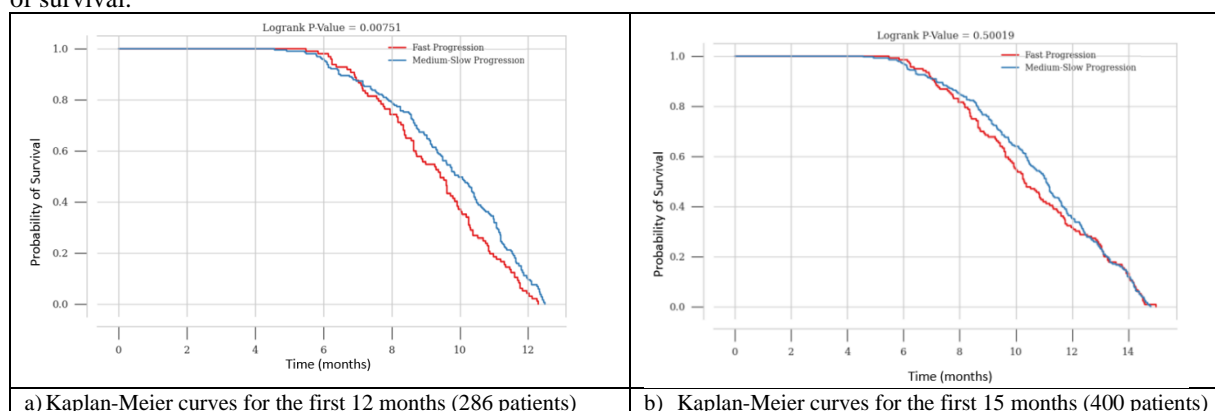 or survival.
Logrank P-Value = 0.00751
Fast Progression
Medium-Slow Progression
1.0
0.8
0.6
0.4
0.2
0.0
Probability of Survival
0 2 4 6 8 10 12
Time (months)
a) Kaplan-Meier curves for the first 12 months (286 patients)
Logrank P-Value = 0.50019
Fast Progression
Medium-Slow Progression
1.0
0.8
0.6
0.4
0.2
0.0
Probability of Survival
0 2 4 6 8 10 12 14
Time (months)
b) Kaplan-Meier curves for the first 15 months (400 patients)